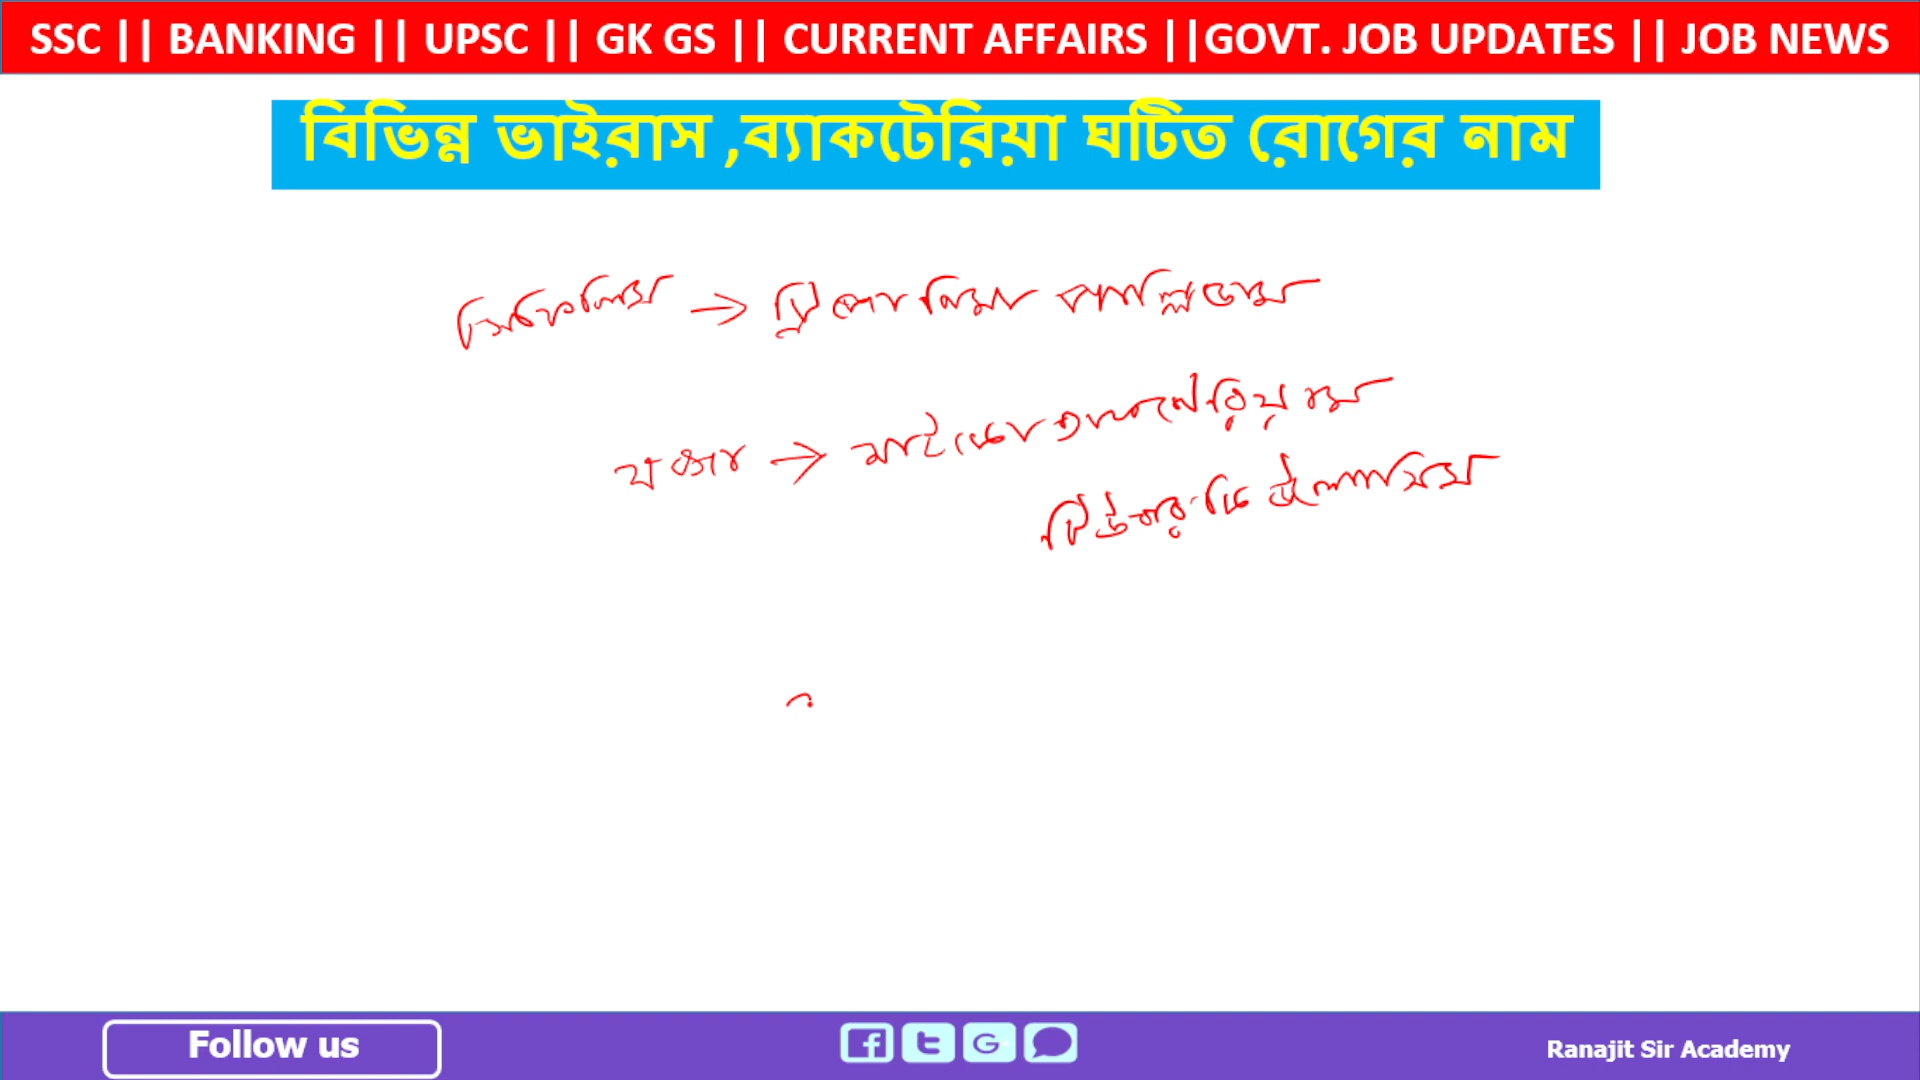 SSC || BANKING || UPSC || GK GS || CURRENT AFFAIRS ||GOVT. JOB UPDATES || JOB NEWS
বিভিন্ন ভাইরাস ,ব্যাকটেরিয়া ঘটিত রোগের নাম
সিফিলিস → ট্রিপোনিমা প্যালিডাম
যক্ষা → মাইকোব্যাকটেরিয়াম
টিউবারকিউলোসিস
Follow us
Ranajit Sir Academy